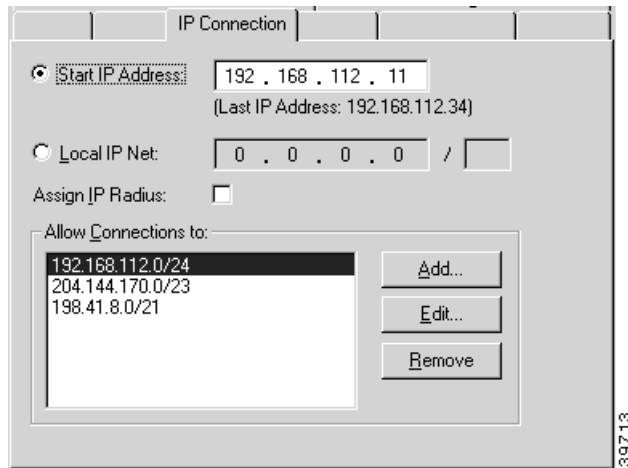 IP Connection
Start IP Address: 192 . 168 . 112 . 11
(Last IP Address: 192.168.112.34)
Local IP Net: 0 . 0 . 0 . 0 /
Assign IP Radius:
Allow Connections to:
192.168.112.0/24
204.144.170.0/23
198.41.8.0/21
Add...
Edit...
Remove
39713